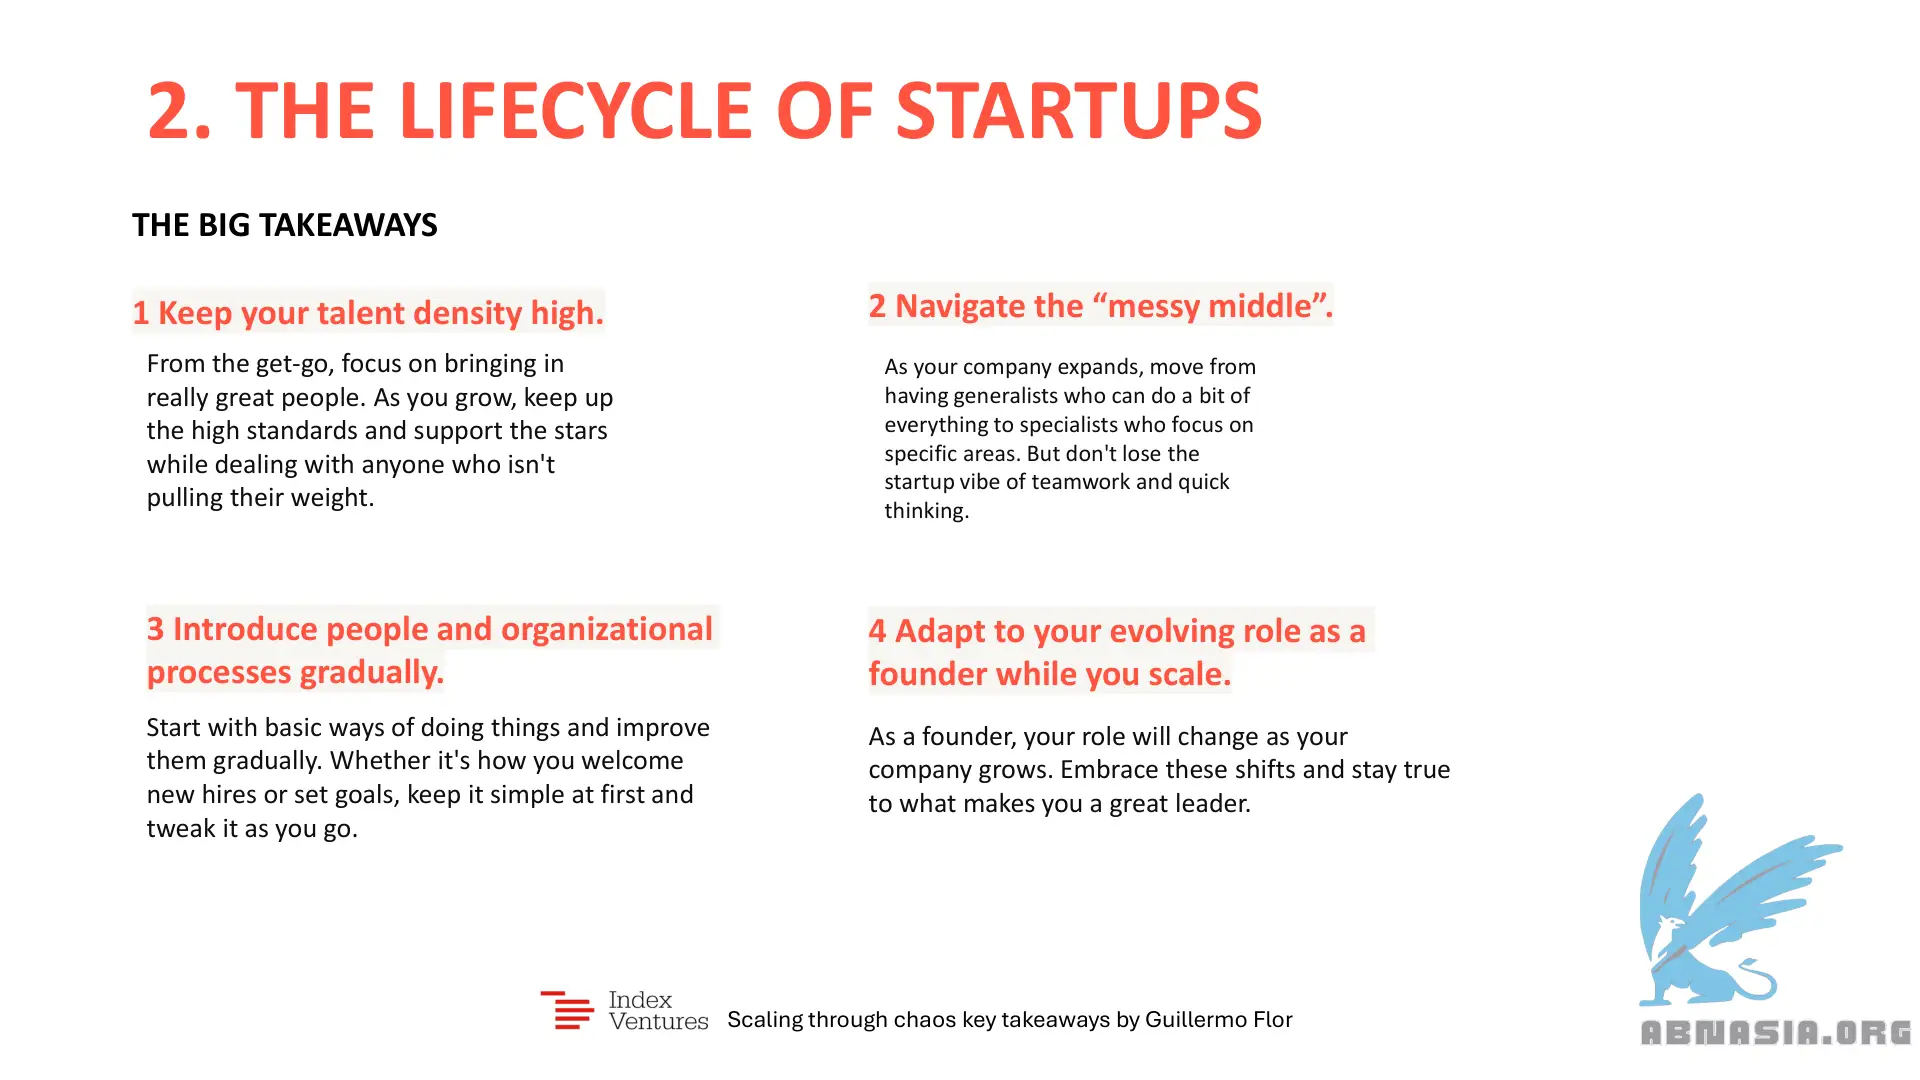 2. THE LIFECYCLE OF STARTUPS
THE BIG TAKEAWAYS
1 Keep your talent density high.
From the get-go, focus on bringing in
really great people. As you grow, keep up
the high standards and support the stars
while dealing with anyone who isn't
pulling their weight.
2 Navigate the “messy middle”.
As your company expands, move from
having generalists who can do a bit of
everything to specialists who focus on
specific areas. But don't lose the
startup vibe of teamwork and quick
thinking.
3 Introduce people and organizational
processes gradually.
Start with basic ways of doing things and improve
them gradually. Whether it's how you welcome
new hires or set goals, keep it simple at first and
tweak it as you go.
4 Adapt to your evolving role as a
founder while you scale.
As a founder, your role will change as your
company grows. Embrace these shifts and stay true
to what makes you a great leader.
Index
Ventures
Scaling through chaos key takeaways by Guillermo Flor
ABNASIA.ORG